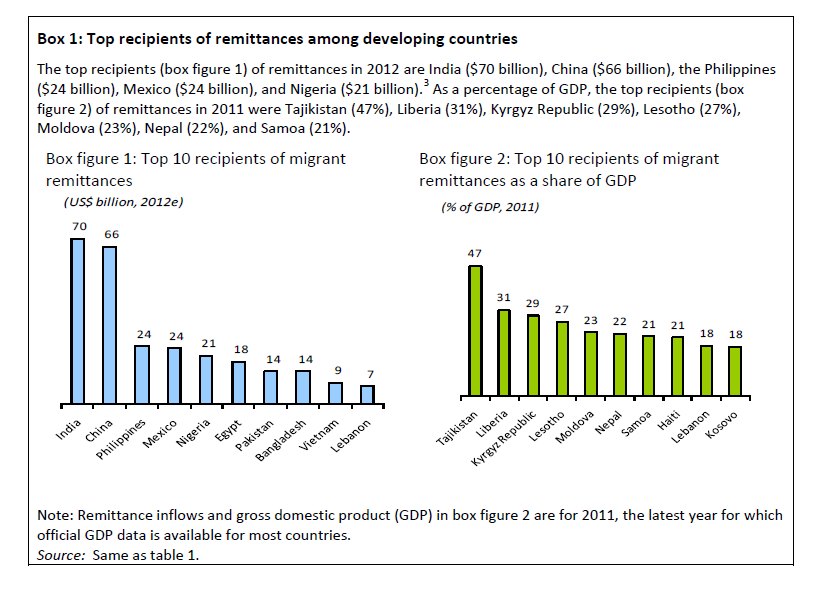 Box 1: Top recipients of remittances among developing countries
The top recipients (box figure 1) of remittances in 2012 are India ($70 billion), China ($66 billion), the Philippines
($24 billion), Mexico ($24 billion), and Nigeria ($21 billion).³ As a percentage of GDP, the top recipients (box
figure 2) of remittances in 2011 were Tajikistan (47%), Liberia (31%), Kyrgyz Republic (29%), Lesotho (27%),
Moldova (23%), Nepal (22%), and Samoa (21%).
Box figure 1: Top 10 recipients of migrant
remittances
(US$ billion, 2012e)
70
66
24
24
21
18
14
14
9
7
India
China
Philippines
Mexico
Nigeria
Egypt
Pakistan
Bangladesh
Vietnam
Lebanon
Box figure 2: Top 10 recipients of migrant
remittances as a share of GDP
(% of GDP, 2011)
47
31
29
27
23
22
21
21
18
18
Tajikistan
Liberia
Kyrgyz Republic
Lesotho
Moldova
Nepal
Samoa
Haiti
Lebanon
Kosovo
Note: Remittance inflows and gross domestic product (GDP) in box figure 2 are for 2011, the latest year for which
official GDP data is available for most countries.
Source: Same as table 1.